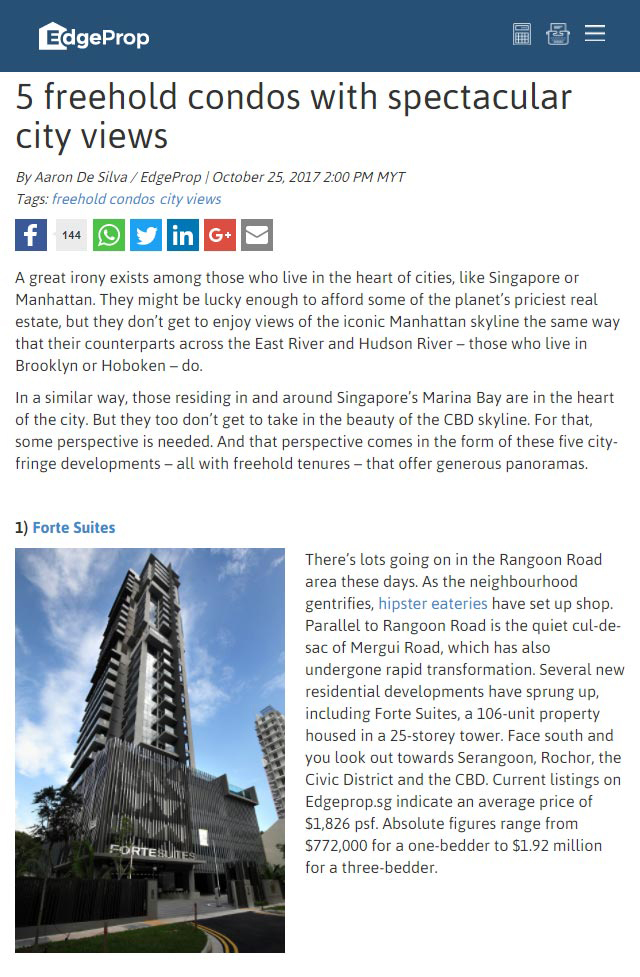 EdgeProp
5 freehold condos with spectacular
city views
By Aaron De Silva / EdgeProp | October 25, 2017 2:00 PM MYT
Tags: freehold condos city views
f 144 in G+
A great irony exists among those who live in the heart of cities, like Singapore or
Manhattan. They might be lucky enough to afford some of the planet’s priciest real
estate, but they don’t get to enjoy views of the iconic Manhattan skyline the same way
that their counterparts across the East River and Hudson River – those who live in
Brooklyn or Hoboken – do.
In a similar way, those residing in and around Singapore’s Marina Bay are in the heart
of the city. But they too don’t get to take in the beauty of the CBD skyline. For that,
some perspective is needed. And that perspective comes in the form of these five city-
fringe developments – all with freehold tenures – that offer generous panoramas.
1) Forte Suites
There’s lots going on in the Rangoon Road
area these days. As the neighbourhood
gentrifies, hipster eateries have set up shop.
Parallel to Rangoon Road is the quiet cul-de-
sac of Mergui Road, which has also
undergone rapid transformation. Several new
residential developments have sprung up,
including Forte Suites, a 106-unit property
housed in a 25-storey tower. Face south and
you look out towards Serangoon, Rochor, the
Civic District and the CBD. Current listings on
Edgeprop.sg indicate an average price of
$1,826 psf. Absolute figures range from
$772,000 for a one-bedder to $1.92 million
for a three-bedder.
FORTESUITES